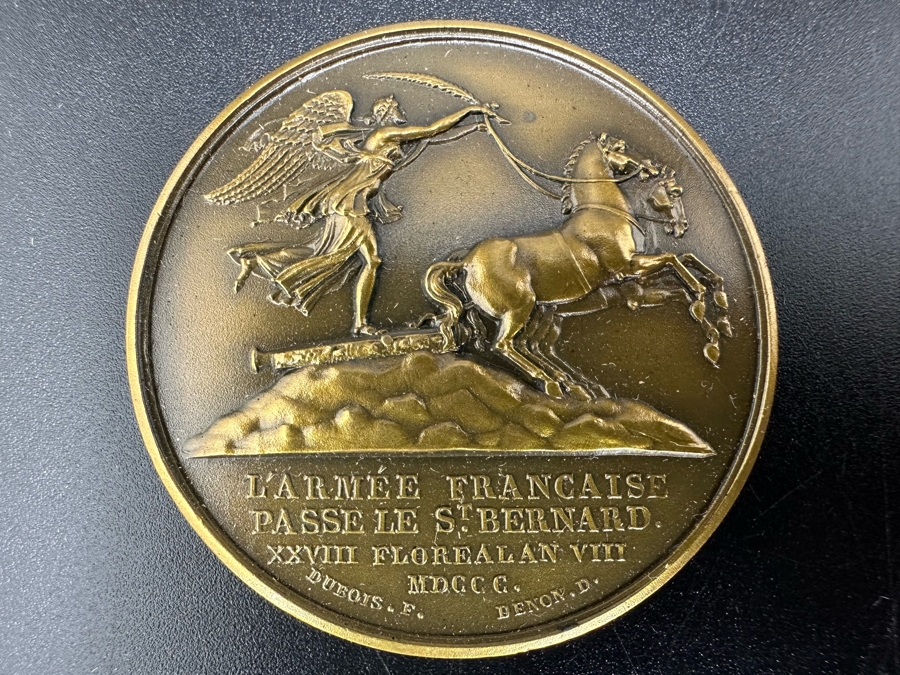 L'ARMÉE FRANCAISE
PASSE LE ST. BERNARD.
XXVIII FLOREAL AN VIII
MDCCC.
DUBOIS. F. DENON. D.